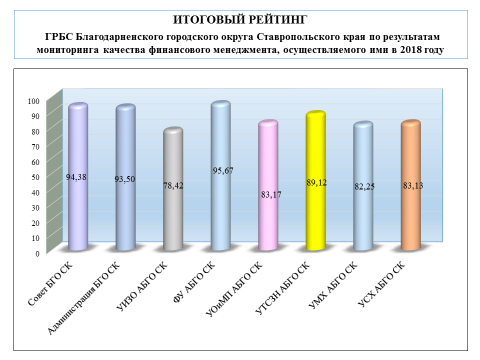 ИТОГОВЫЙ РЕЙТИНГ
ГРБС Благодарненского городского округа Ставропольского края по результатам
мониторинга качества финансового менеджмента, осуществляемого ими в 2018 году
100
90
80
70
60
50
40
30
20
10
0
94,38
93,50
78,42
95,67
83,17
89,12
82,25
83,13
Совет БГО СК
Администрация БГО СК
УИЗО АБГО СК
ФУ АБГО СК
УОиМП АБГО СК
УТСЗН АБГО СК
УМХ АБГО СК
УСХ АБГО СК